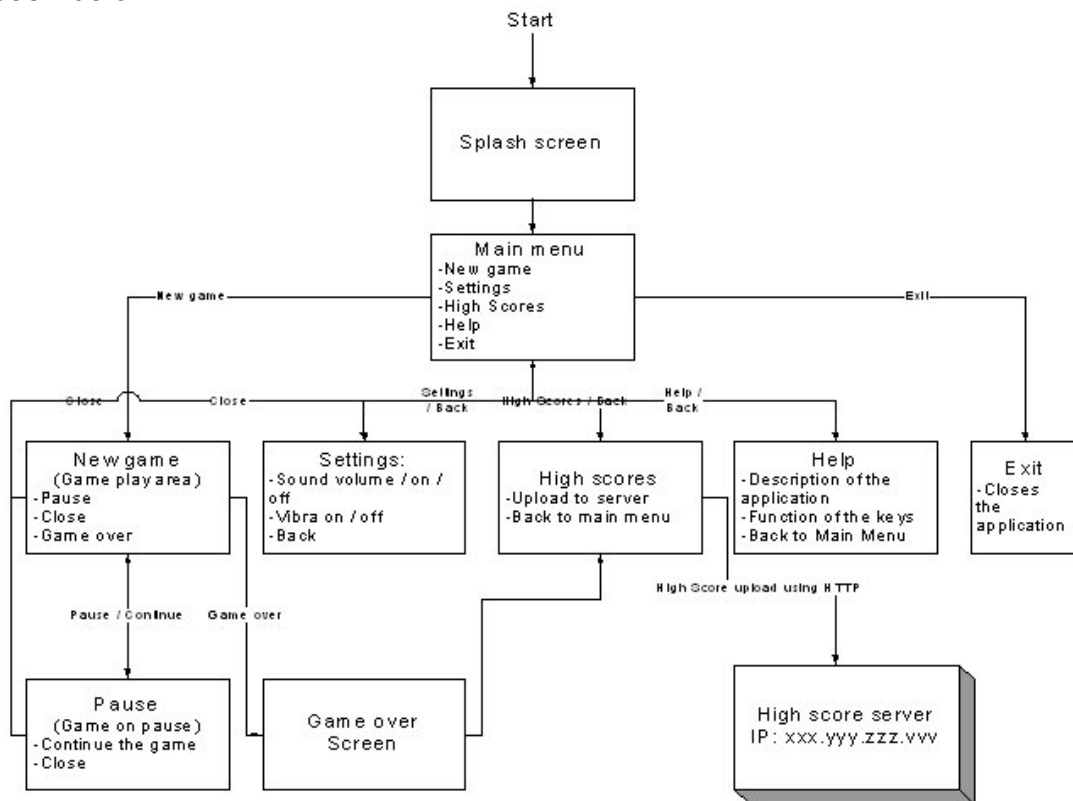 Start
Splash screen
Main menu
-New game
-Settings
-High Scores
-Help
-Exit
New game
Exit
Close
Close
Settings
/ Back
High Scores / Back
Help /
Back
New game
(Game play area)
-Pause
-Close
-Game over
Settings:
-Sound volume / on /
off
-Vibra on / off
-Back
High scores
-Upload to server
-Back to main menu
Help
-Description of the
application
-Function of the keys
-Back to Main Menu
Exit
-Closes
the
application
Pause / Continue
Game over
High Score upload using HTTP
Pause
(Game on pause)
-Continue the game
-Close
Game over
Screen
High score server
IP: xxx.yyy.zzz.vvv